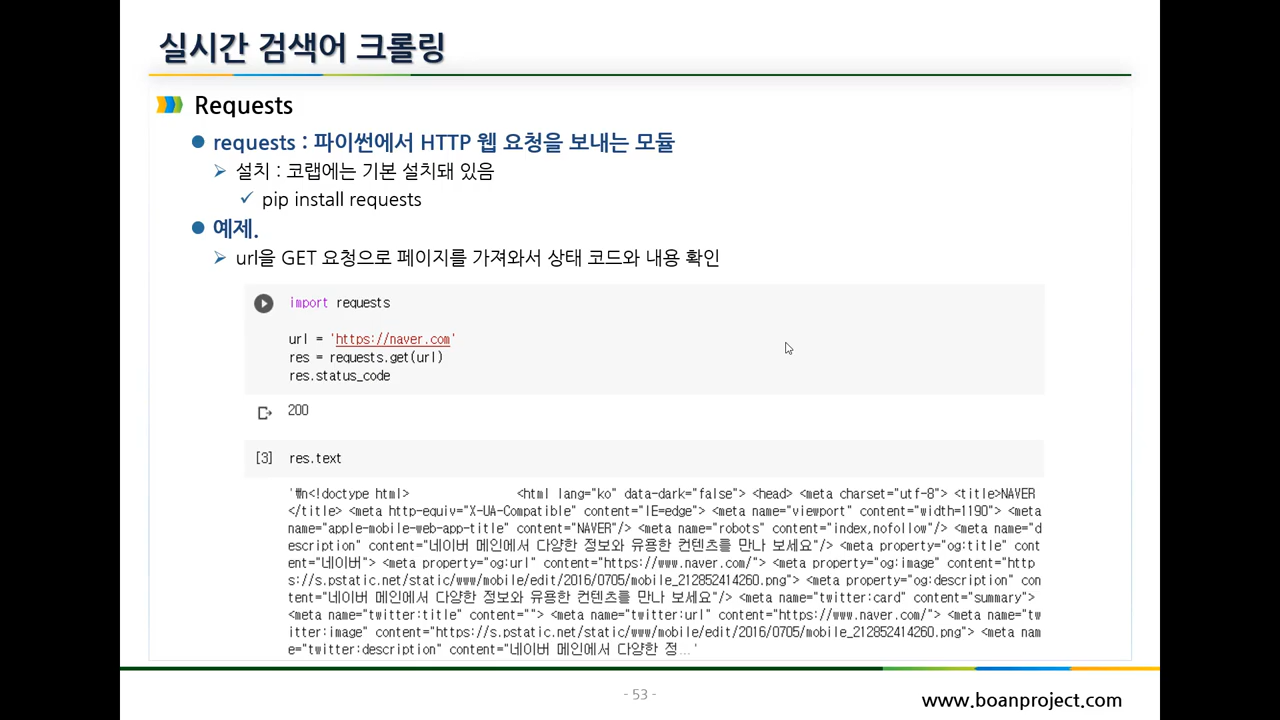 실시간 검색어 크롤링
Requests
requests : 파이썬에서 HTTP 웹 요청을 보내는 모듈
설치 : 코랩에는 기본 설치돼 있음
pip install requests
예제.
url을 GET 요청으로 페이지를 가져와서 상태 코드와 내용 확인
import requests
url = 'https://naver.com'
res = requests.get(url)
res.status_code
200
[3] res.text
'₩n<!doctype html> <html lang="ko" data-dark="false"> <head> <meta charset="utf-8"> <title>NAVER
</title> <meta http-equiv="X-UA-Compatible" content="IE=edge"> <meta name="viewport" content="width=1190"> <meta
name="apple-mobile-web-app-title" content="NAVER"/> <meta name="robots" content="index,nofollow"/> <meta name="d
escription" content="네이버 메인에서 다양한 정보와 유용한 컨텐츠를 만나 보세요"/> <meta property="og:title" cont
ent="네이버"> <meta property="og:url" content="https://www.naver.com/"> <meta property="og:image" content="http
s://s.pstatic.net/static/www/mobile/edit/2016/0705/mobile_212852414260.png"> <meta property="og:description" con
tent="네이버 메인에서 다양한 정보와 유용한 컨텐츠를 만나 보세요"/> <meta name="twitter:card" content="summary">
<meta name="twitter:title" content=""> <meta name="twitter:url" content="https://www.naver.com/"> <meta name="tw
itter:image" content="https://s.pstatic.net/static/www/mobile/edit/2016/0705/mobile_212852414260.png"> <meta nam
e="twitter:description" content="네이버 메인에서 다양한 정...'
- 53 -
www.boanproject.com